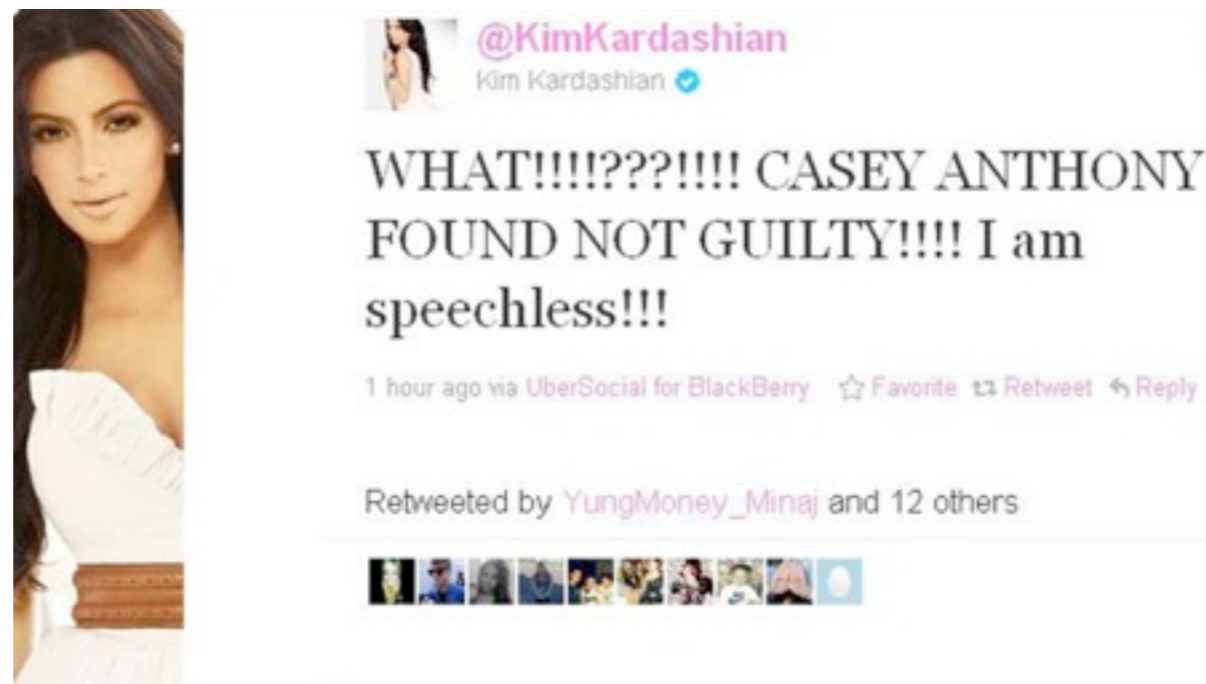 @KimKardashian
Kim Kardashian
WHAT!!!!???!!!! CASEY ANTHONY
FOUND NOT GUILTY!!!! I am
speechless!!!
1 hour ago via UberSocial for BlackBerry Favorite Retweet Reply
Retweeted by YungMoney_Minaj and 12 others